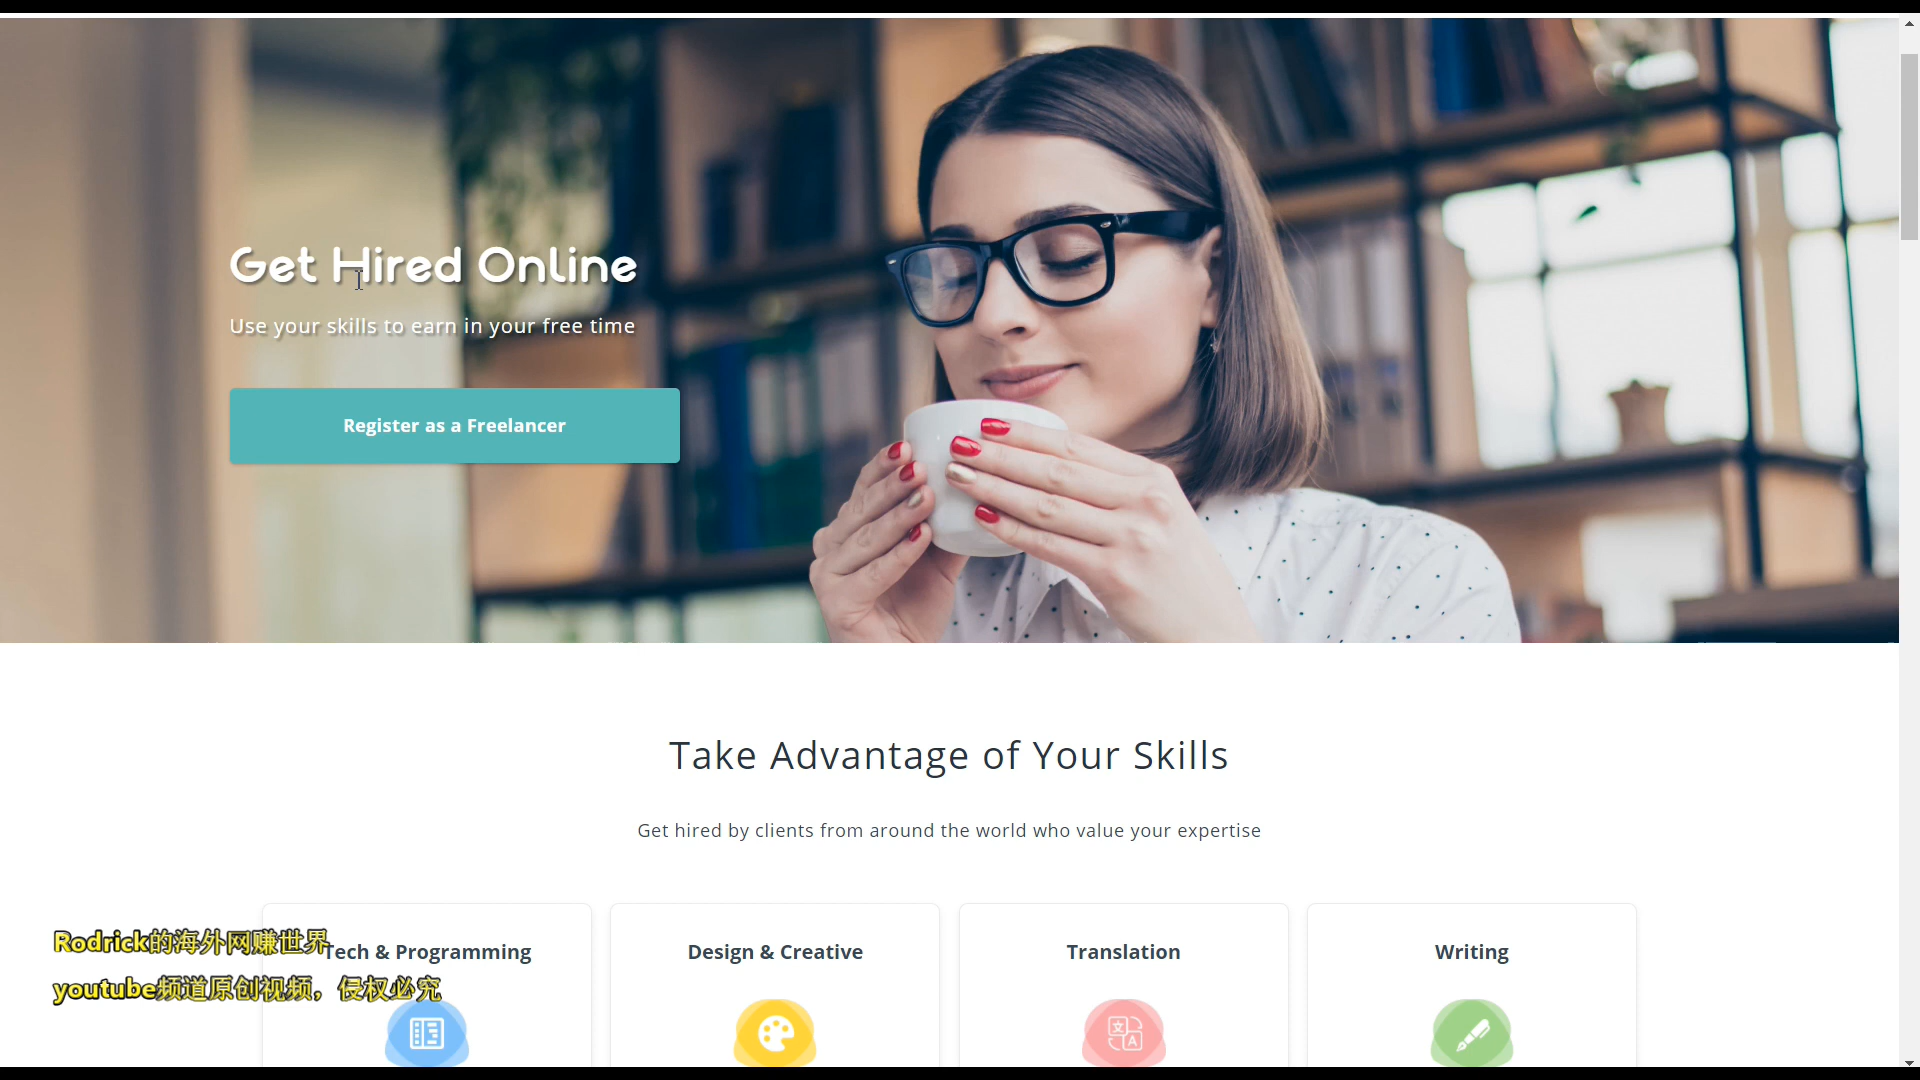 Get Hired Online
Use your skills to earn in your free time
Register as a Freelancer
Take Advantage of Your Skills
Get hired by clients from around the world who value your expertise
Tech & Programming
Design & Creative
Translation
Writing
Rodrick的海外网赚世界
youtube频道原创视频，侵权必究
文
A